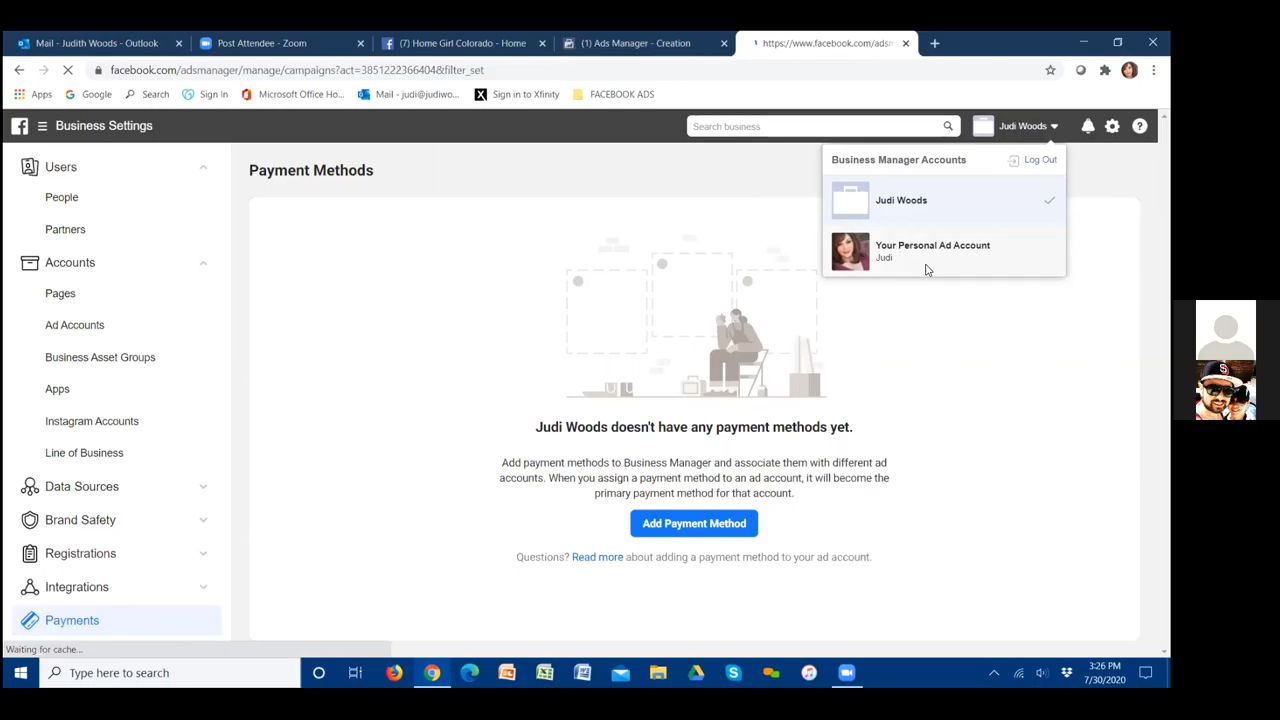 Mail - Judith Woods - Outlook
Post Attendee - Zoom
(7) Home Girl Colorado - Home
(1) Ads Manager - Creation
https://www.facebook.com/adsm
facebook.com/adsmanager/manage/campaigns?act=3851222366404&filter_set
Apps
Google
Search
Sign In
Microsoft Office Ho...
Mail - judi@judiwo...
Sign in to Xfinity
FACEBOOK ADS
Business Settings
Search business
Judi Woods
Users
People
Partners
Accounts
Pages
Ad Accounts
Business Asset Groups
Apps
Instagram Accounts
Line of Business
Data Sources
Brand Safety
Registrations
Integrations
Payments
Payment Methods
Business Manager Accounts
Log Out
Judi Woods
Your Personal Ad Account
Judi
Judi Woods doesn't have any payment methods yet.
Add payment methods to Business Manager and associate them with different ad
accounts. When you assign a payment method to an ad account, it will become the
primary payment method for that account.
Add Payment Method
Questions? Read more about adding a payment method to your ad account.
Waiting for cache...
Type here to search
3:26 PM
7/30/2020